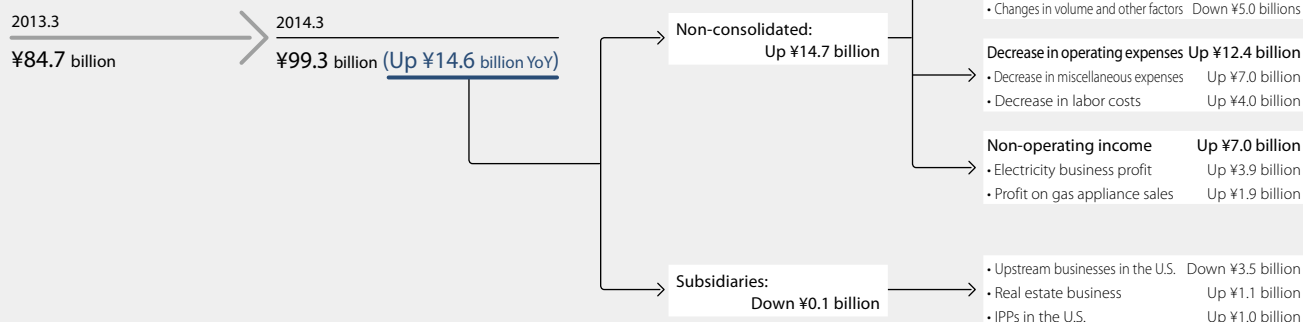 2013.3
¥84.7 billion
2014.3
¥99.3 billion (Up ¥14.6 billion YoY)
Non-consolidated:
Up ¥14.7 billion
• Changes in volume and other factors Down ¥5.0 billions
Decrease in operating expenses Up ¥12.4 billion
• Decrease in miscellaneous expenses Up ¥7.0 billion
• Decrease in labor costs Up ¥4.0 billion
Non-operating income Up ¥7.0 billion
• Electricity business profit Up ¥3.9 billion
• Profit on gas appliance sales Up ¥1.9 billion
Subsidiaries:
Down ¥0.1 billion
• Upstream businesses in the U.S. Down ¥3.5 billion
• Real estate business Up ¥1.1 billion
• IPPs in the U.S. Up ¥1.0 billion